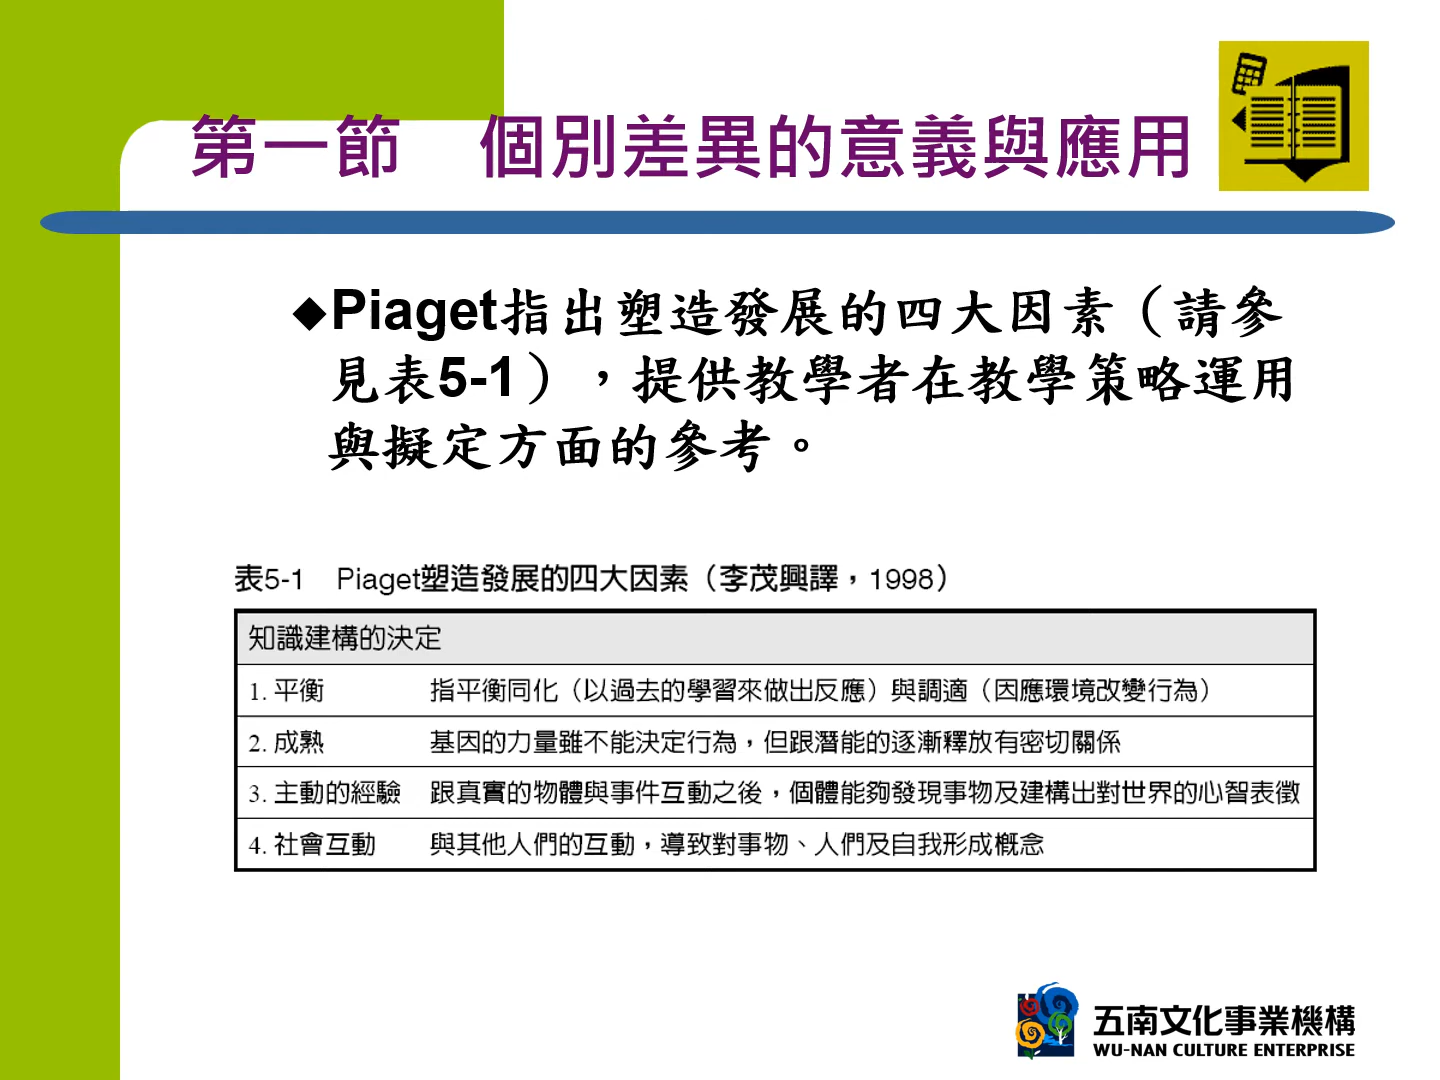 第一節　個別差異的意義與應用
◆Piaget指出塑造發展的四大因素（請參
見表5-1），提供教學者在教學策略運用
與擬定方面的參考。
表5-1　Piaget塑造發展的四大因素（李茂興譯，1998）
知識建構的決定
1. 平衡　指平衡同化（以過去的學習來做出反應）與調適（因應環境改變行為）
2. 成熟　基因的力量雖不能決定行為，但跟潛能的逐漸釋放有密切關係
3. 主動的經驗　跟真實的物體與事件互動之後，個體能夠發現事物及建構出對世界的心智表徵
4. 社會互動　與其他人們的互動，導致對事物、人們及自我形成概念
五南文化事業機構
WU-NAN CULTURE ENTERPRISE